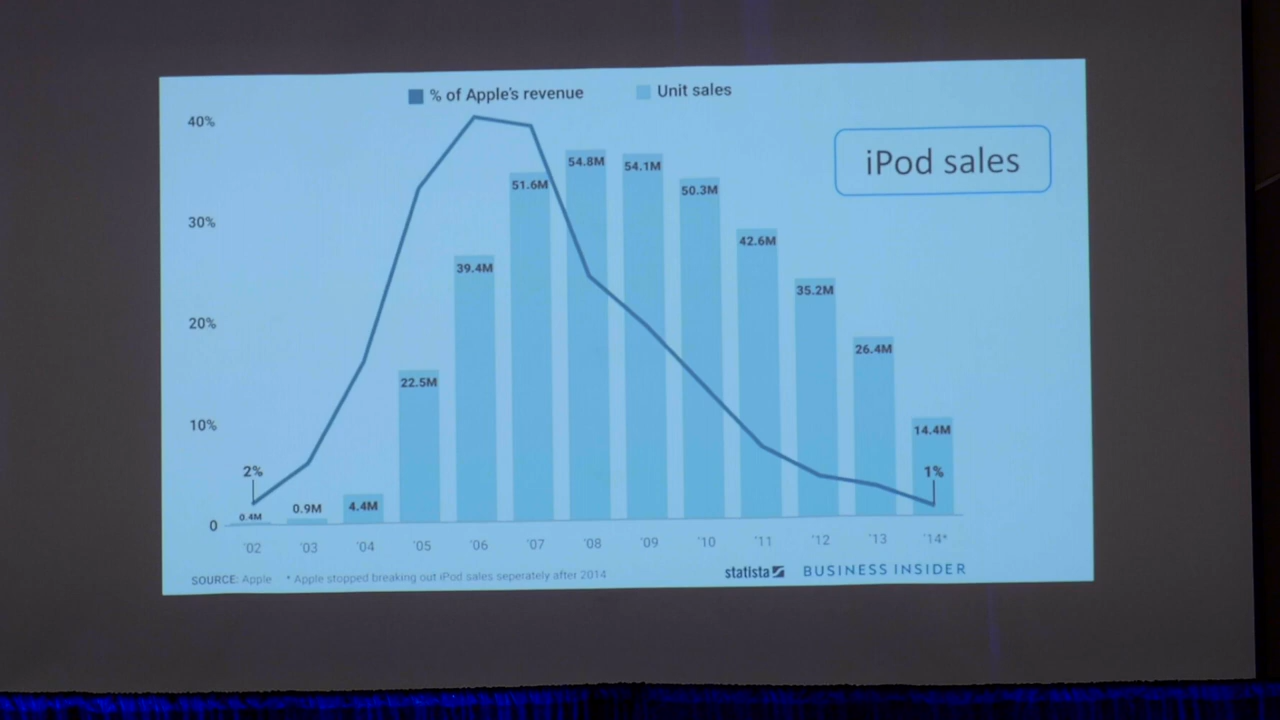 % of Apple's revenue Unit sales
iPod sales
40%
30%
20%
10%
0
2%
0.4M
0.9M
4.4M
22.5M
39.4M
51.6M
54.8M
54.1M
50.3M
42.6M
35.2M
26.4M
14.4M
1%
'02 '03 '04 '05 '06 '07 '08 '09 '10 '11 '12 '13 '14*
SOURCE: Apple * Apple stopped breaking out iPod sales seperately after 2014
statista BUSINESS INSIDER